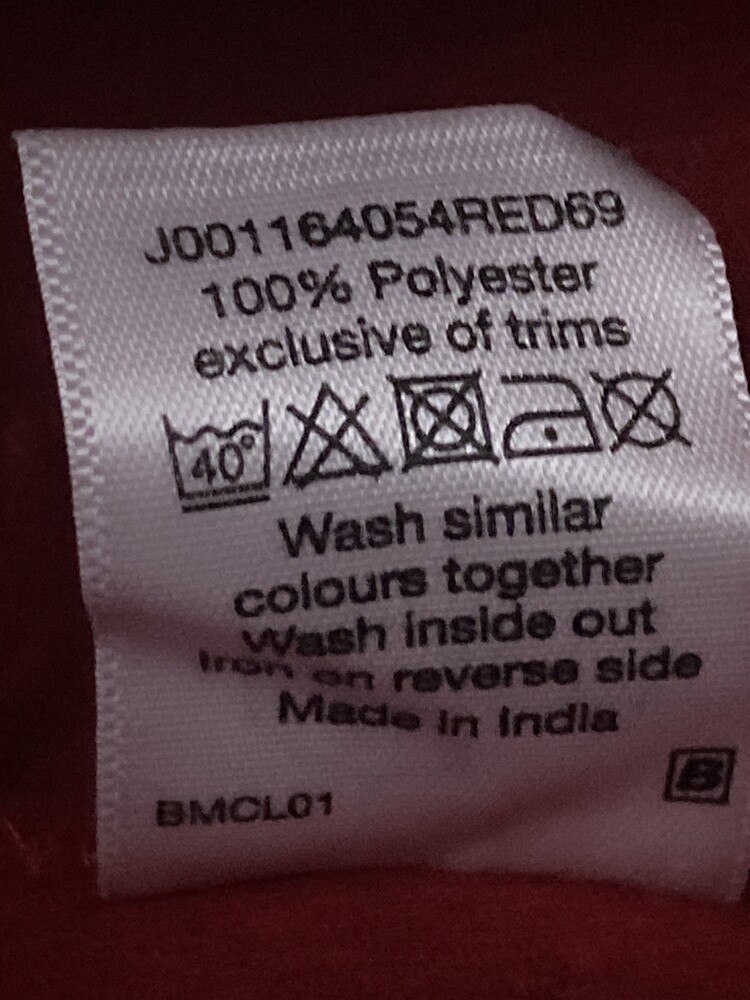 J001164054RED69
100% Polyester
exclusive of trims
40°
Wash similar
colours together
Wash inside out
Iron on reverse side
Made in India
B
BMCL01